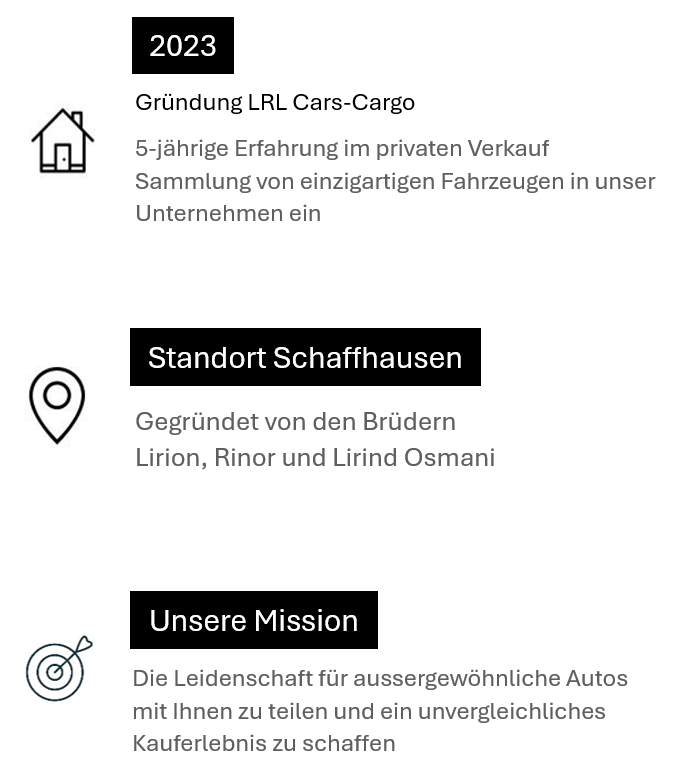 2023
Gründung LRL Cars-Cargo
5-jährige Erfahrung im privaten Verkauf
Sammlung von einzigartigen Fahrzeugen in unser
Unternehmen ein
Standort Schaffhausen
Gegründet von den Brüdern
Lirion, Rinor und Lirind Osmani
Unsere Mission
Die Leidenschaft für aussergewöhnliche Autos
mit Ihnen zu teilen und ein unvergleichliches
Kauferlebnis zu schaffen